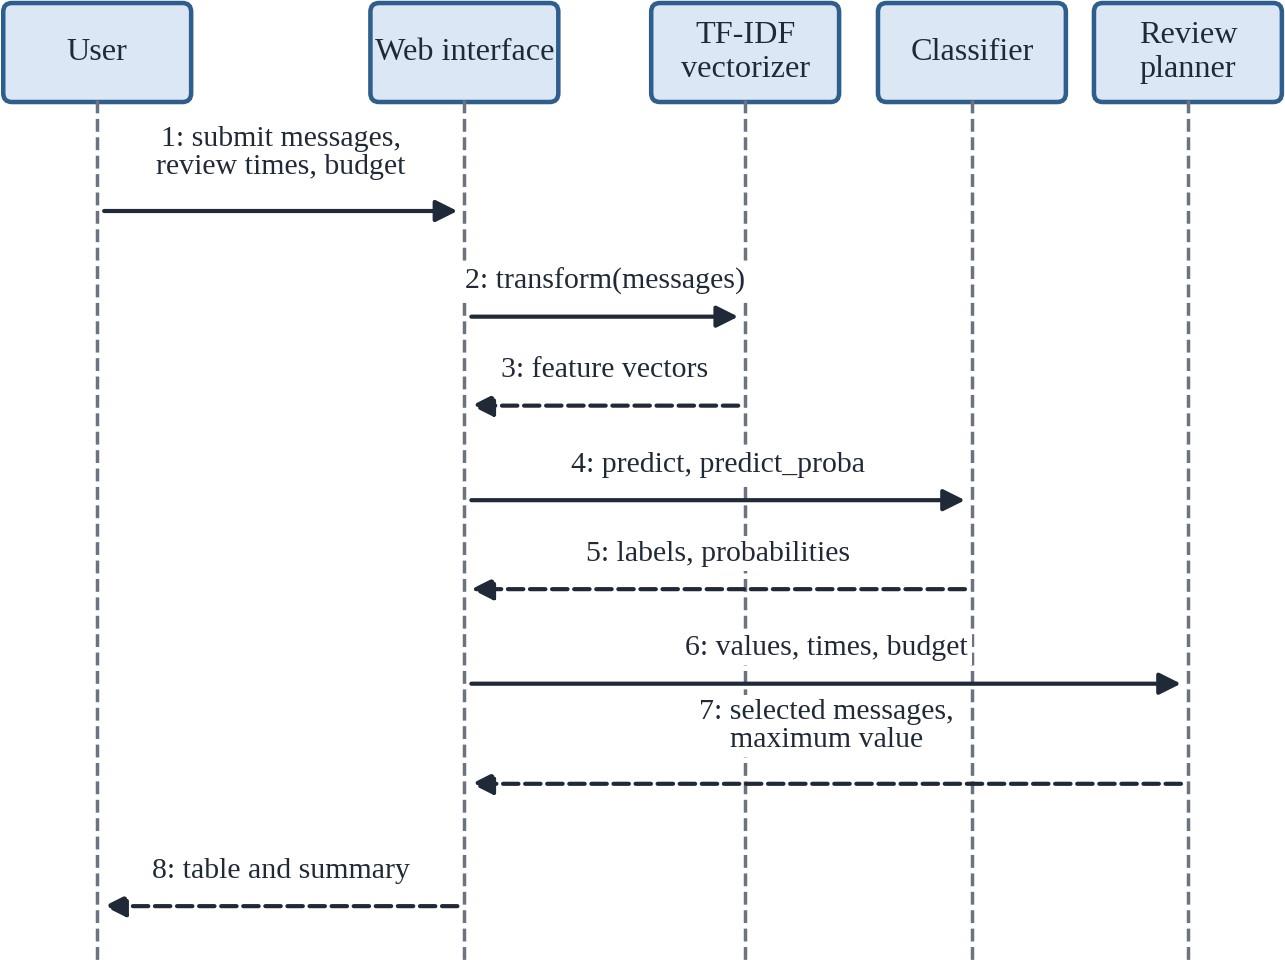 User
Web interface
TF-IDF
vectorizer
Classifier
Review
planner
1: submit messages,
review times, budget
2: transform(messages)
3: feature vectors
4: predict, predict_proba
5: labels, probabilities
6: values, times, budget
7: selected messages,
maximum value
8: table and summary